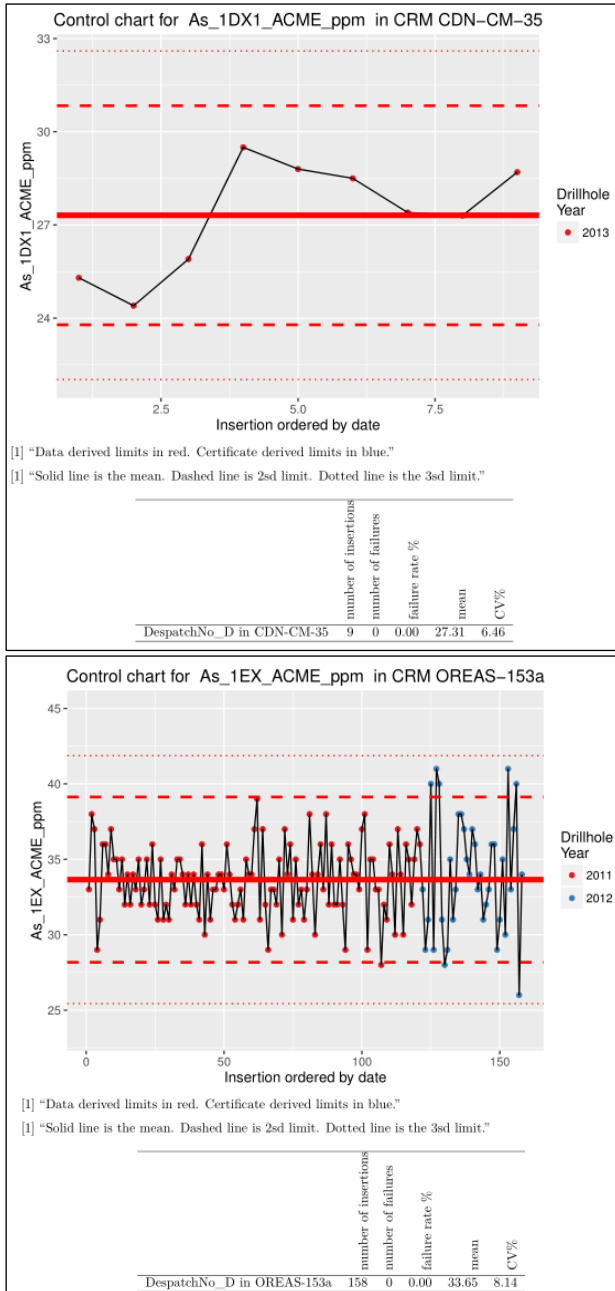 Control chart for As_1DX1_ACME_ppm in CRM CDN−CM−35
33
30
27
24
As_1DX1_ACME_ppm
2.5 5.0 7.5
Insertion ordered by date
Drillhole
Year
2013
[1] “Data derived limits in red. Certificate derived limits in blue.”
[1] “Solid line is the mean. Dashed line is 2sd limit. Dotted line is the 3sd limit.”
number of insertions number of failures failure rate % mean CV%
DespatchNo_D in CDN-CM-35 9 0 0.00 27.31 6.46
Control chart for As_1EX_ACME_ppm in CRM OREAS−153a
45
40
35
30
25
As_1EX_ACME_ppm
0 50 100 150
Insertion ordered by date
Drillhole
Year
2011
2012
[1] “Data derived limits in red. Certificate derived limits in blue.”
[1] “Solid line is the mean. Dashed line is 2sd limit. Dotted line is the 3sd limit.”
number of insertions number of failures failure rate % mean CV%
DespatchNo_D in OREAS-153a 158 0 0.00 33.65 8.14